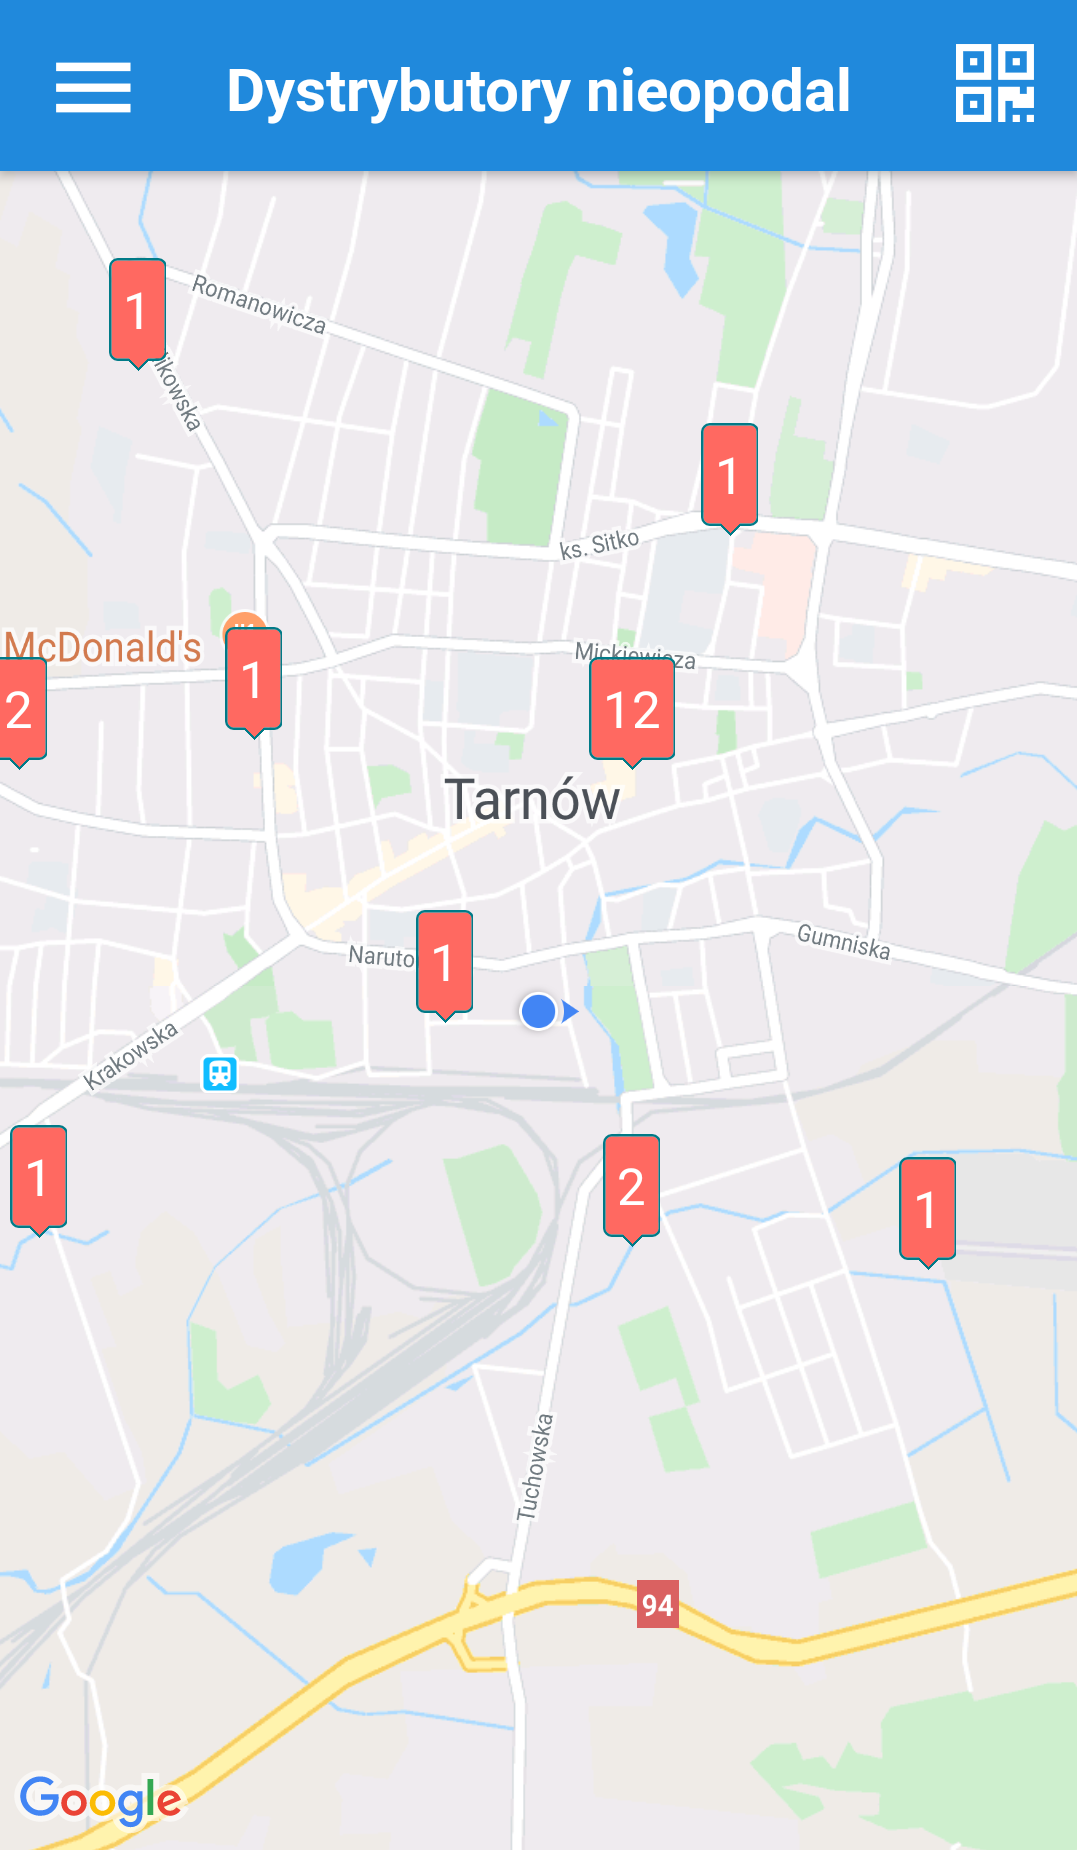 Dystrybutory nieopodal
Romanowicza
1
1
ks. Sitko
McDonald's
Mickiewicza
1
2
12
Tarnów
1
Gumniska
Krakowska
1
2
1
Tuchowska
94
Google